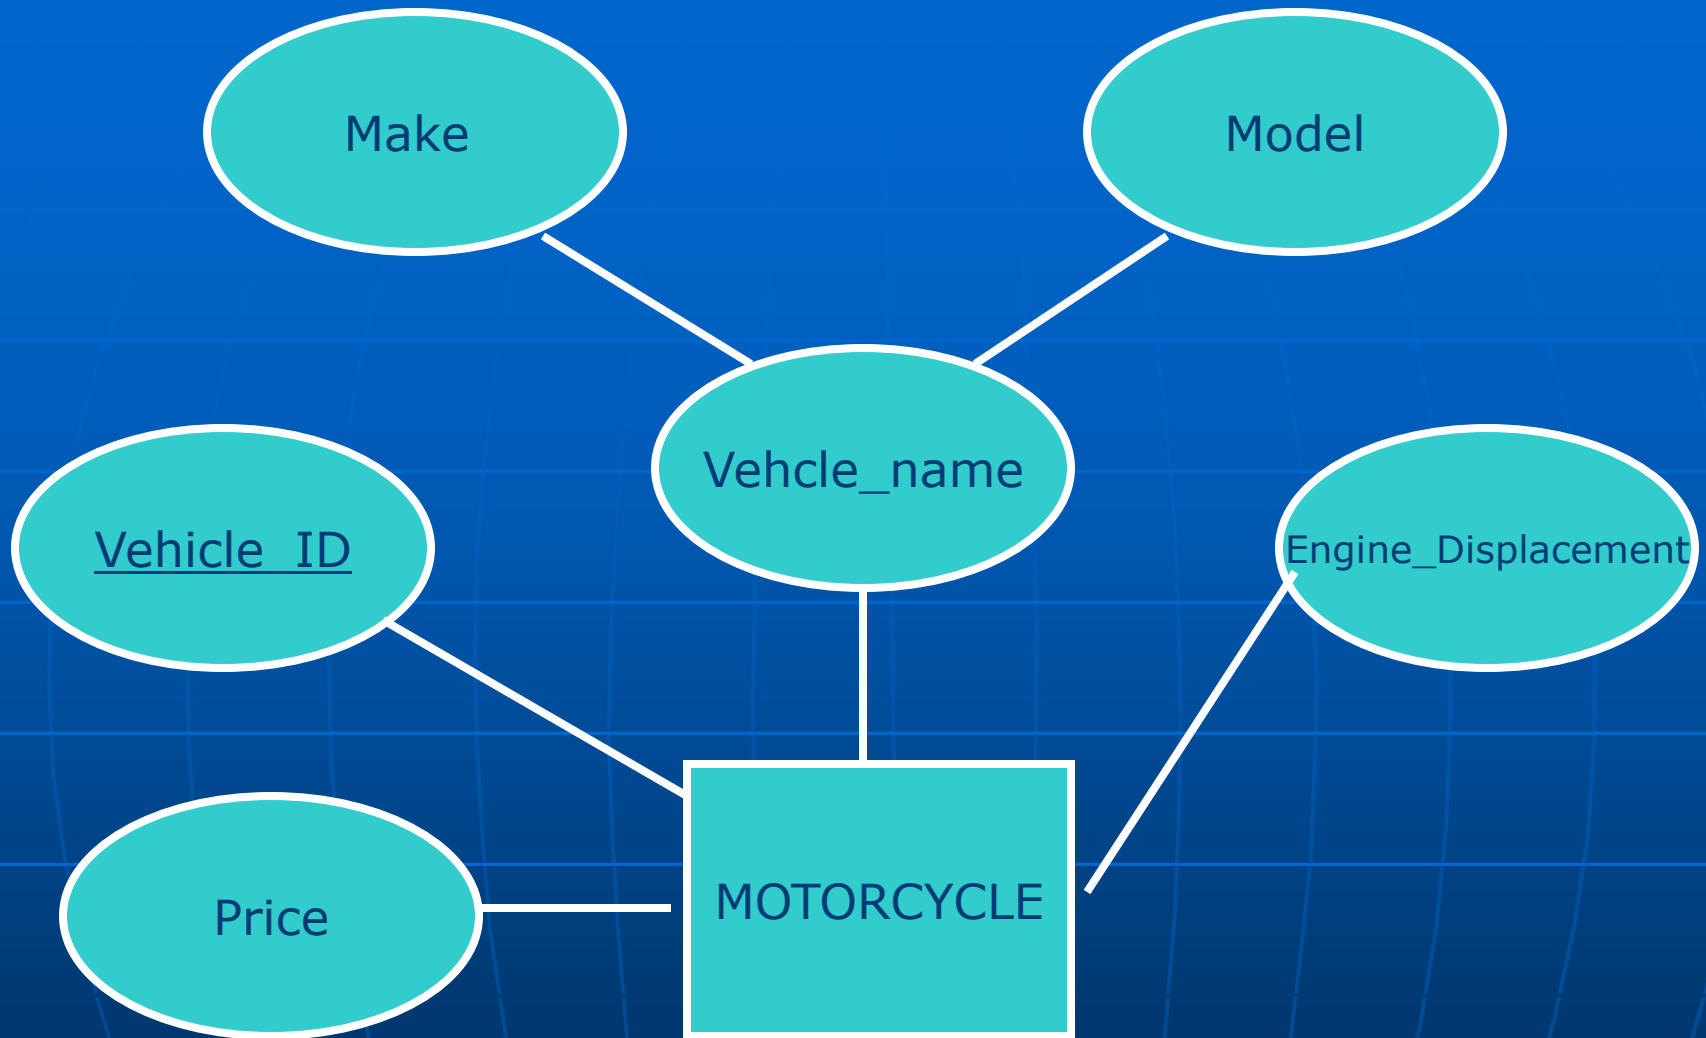 Make
Model
Vehcle_name
Vehicle_ID
Engine_Displacement
Price
MOTORCYCLE